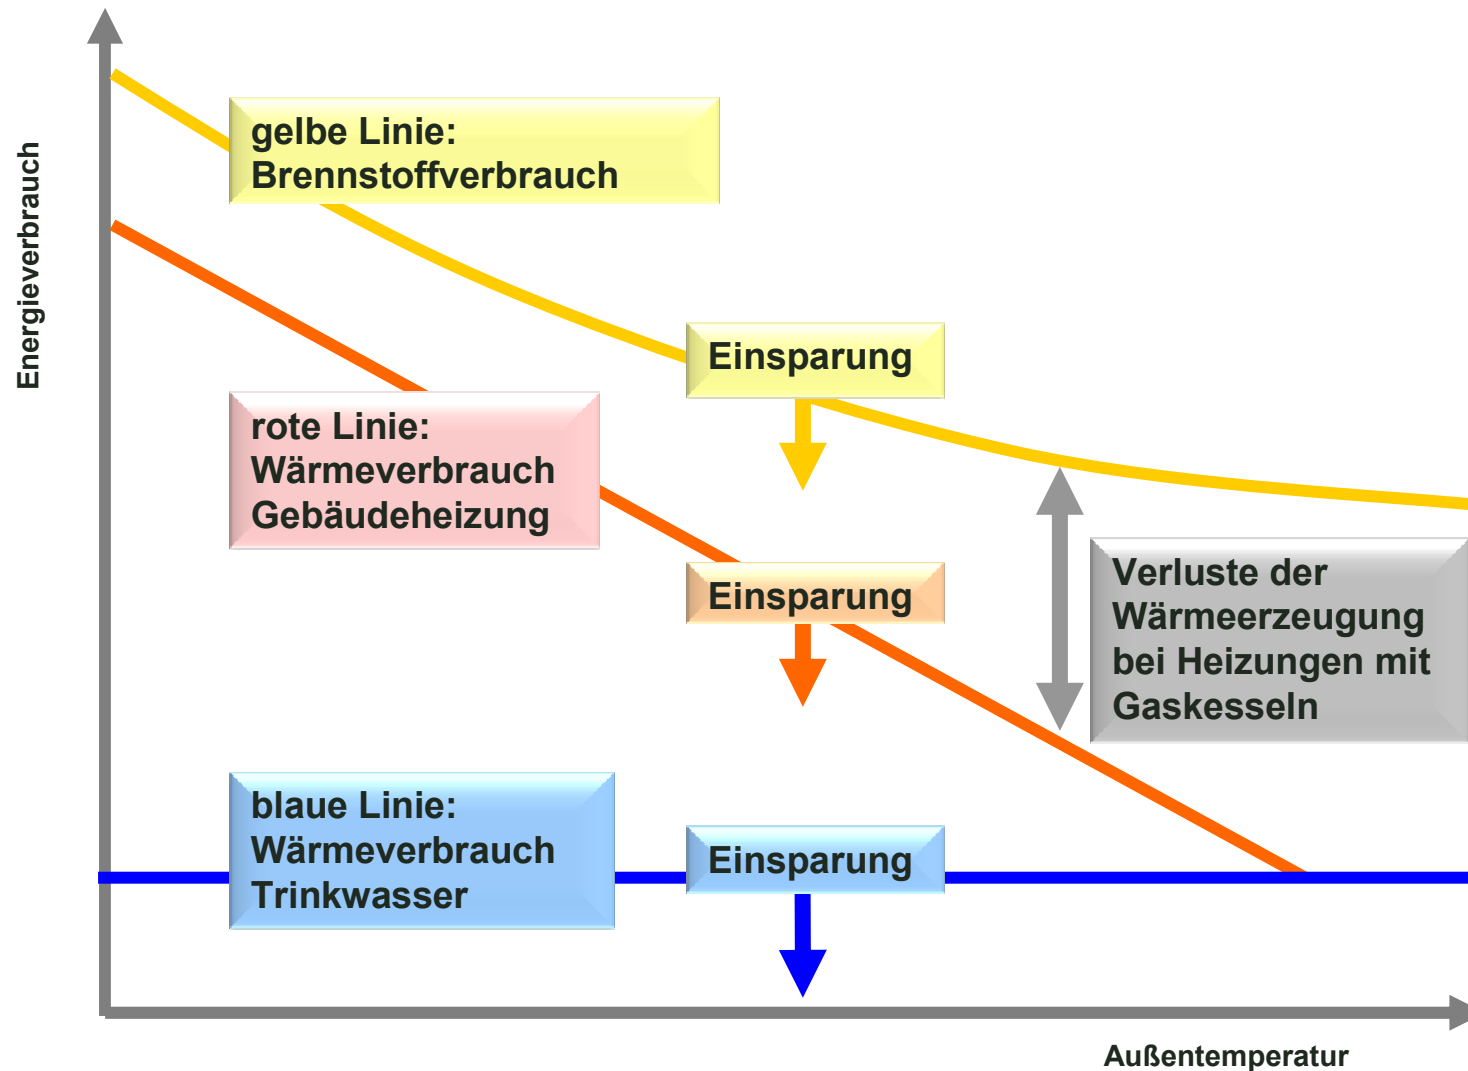 Energieverbrauch
gelbe Linie:
Brennstoffverbrauch
Einsparung
rote Linie:
Wärmeverbrauch
Gebäudeheizung
Einsparung
Verluste der
Wärmeerzeugung
bei Heizungen mit
Gaskesseln
blaue Linie:
Wärmeverbrauch
Trinkwasser
Einsparung
Außentemperatur